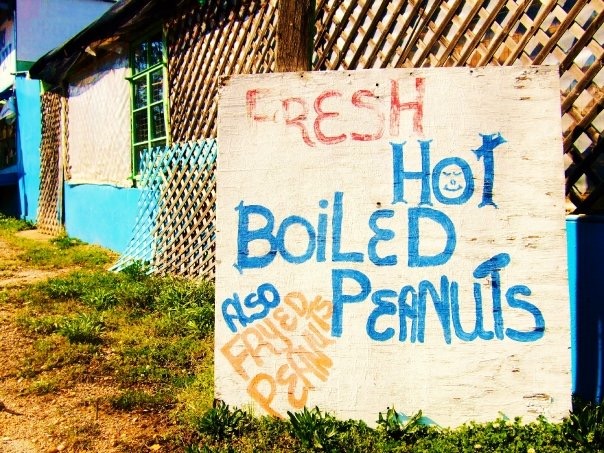 FRESH
HoT
BoiLED
PEANUTS
ALSO
FRYED
PEANUTS